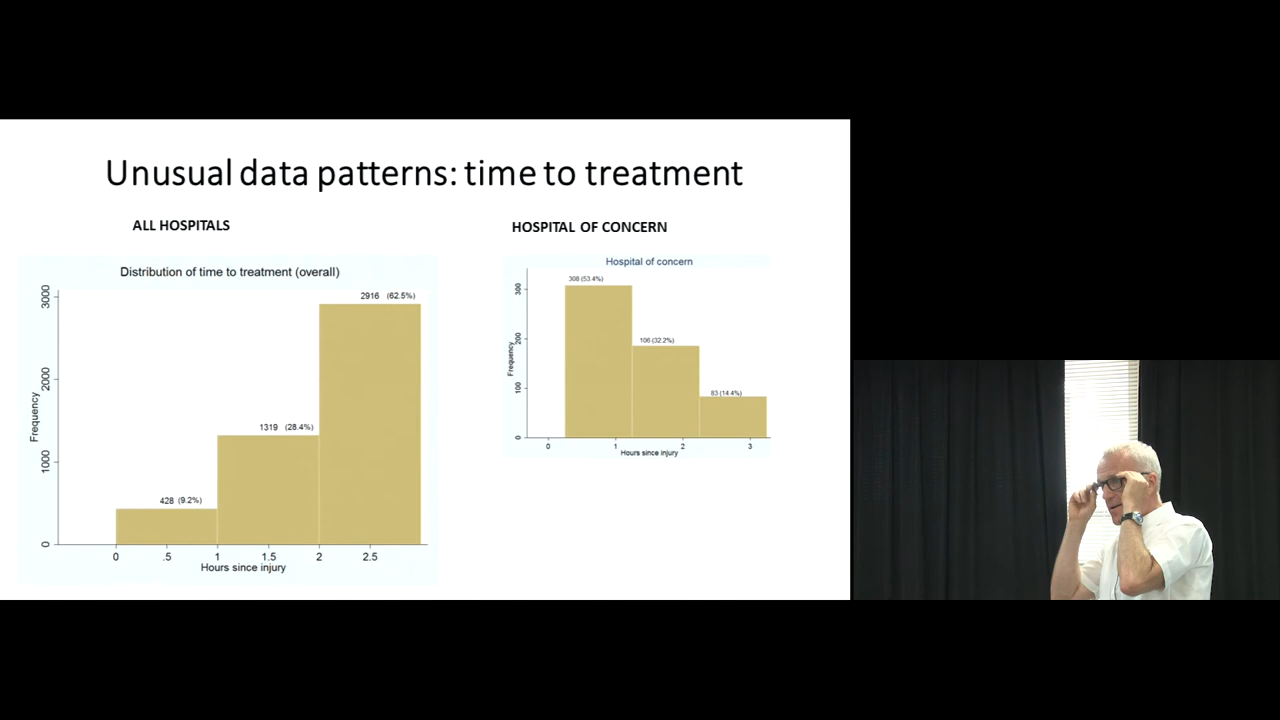 Unusual data patterns: time to treatment
ALL HOSPITALS
Distribution of time to treatment (overall)
3000
2000
1000
0
Frequency
428 (9.2%)
1319 (28.4%)
2916 (62.5%)
0 .5 1 1.5 2 2.5
Hours since injury
HOSPITAL OF CONCERN
Hospital of concern
300
200
100
0
Frequency
308 (53.4%)
106 (32.2%)
83 (14.4%)
0 1 2 3
Hours since injury